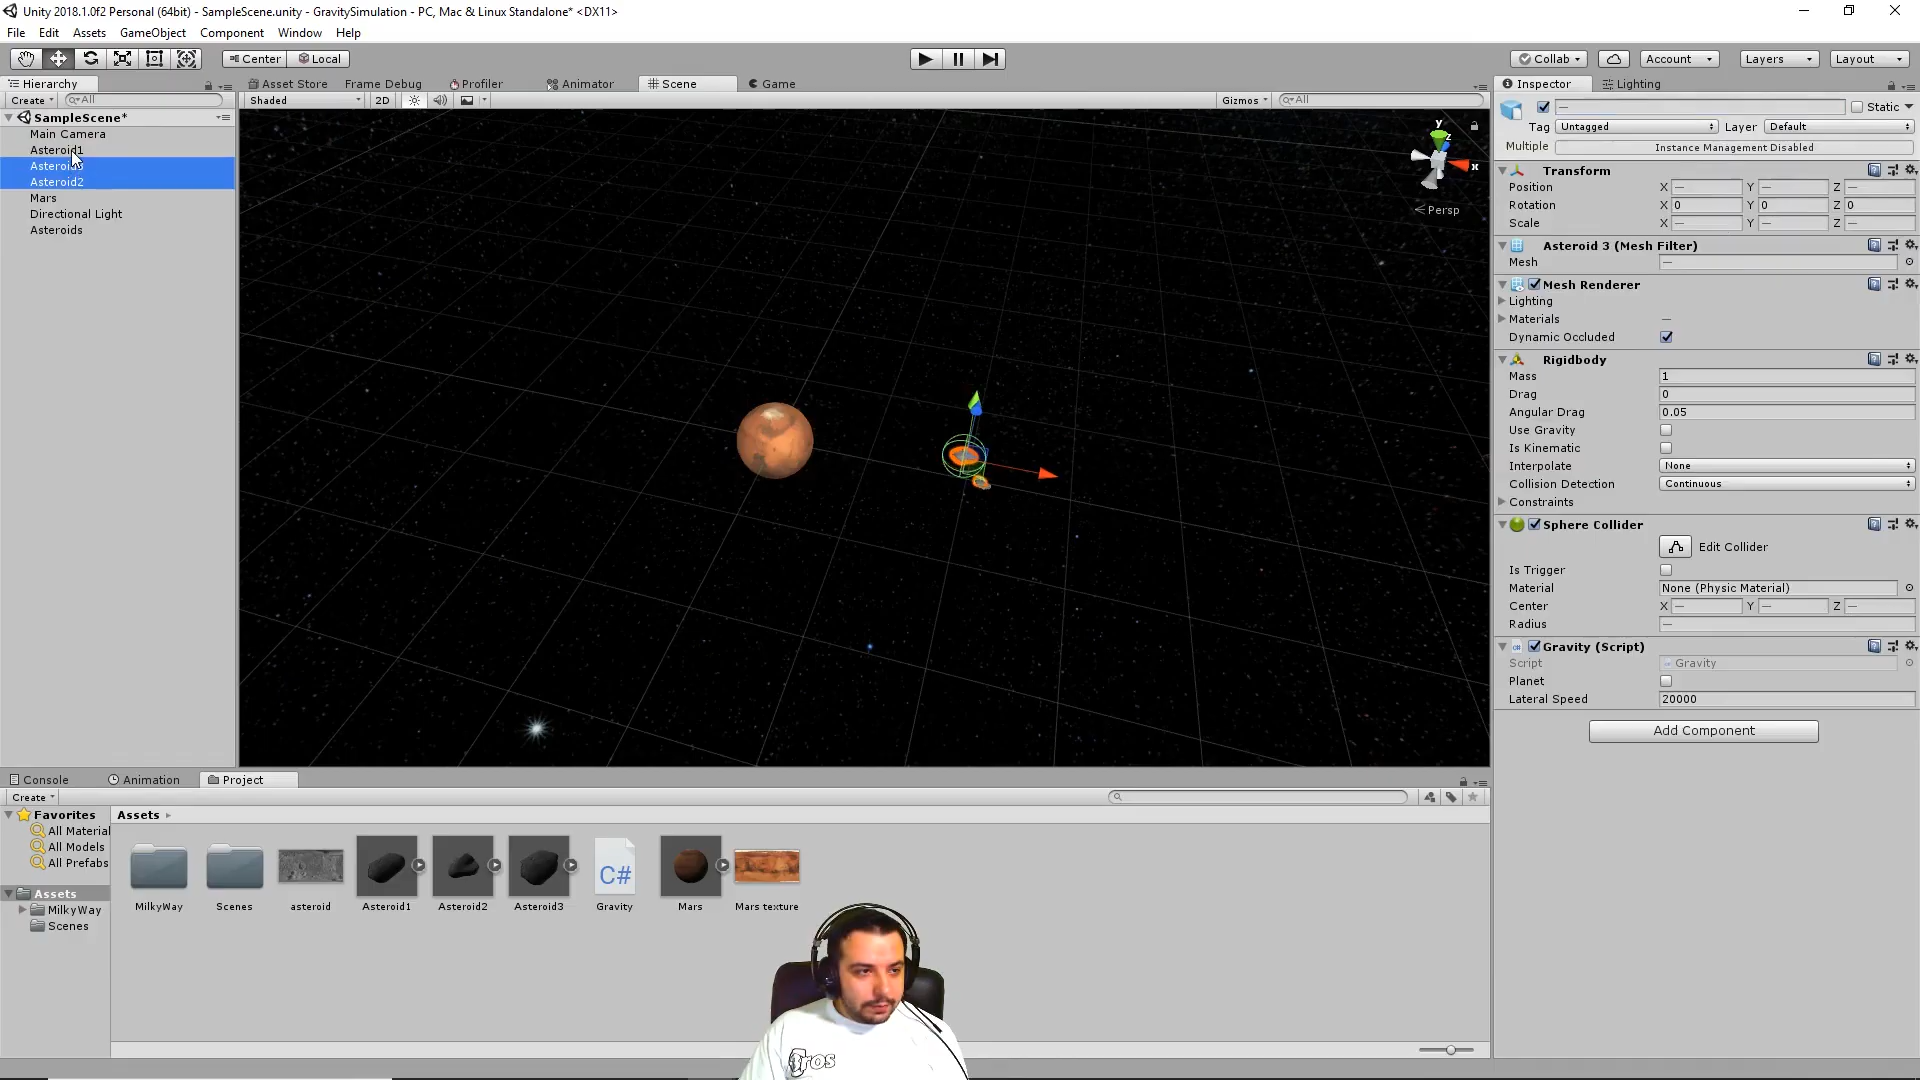 Unity 2018.1.0f2 Personal (64bit) - SampleScene.unity - GravitySimulation - PC, Mac & Linux Standalone* <DX11>
File Edit Assets GameObject Component Window Help
Center Local Collab Account Layers Layout
Hierarchy Asset Store Frame Debug Profiler Animator Scene Game Inspector Lighting
Create All Shaded 2D Gizmos All
SampleScene*
Main Camera
Asteroid1
Asteroid2
Mars
Directional Light
Asteroids
y
z
x
Persp
Static
Tag Untagged Layer Default
Multiple Instance Management Disabled
Transform
Position X — Y — Z —
Rotation X 0 Y 0 Z 0
Scale X — Y — Z —
Asteroid 3 (Mesh Filter)
Mesh —
Mesh Renderer
Lighting
Materials —
Dynamic Occluded
Rigidbody
Mass 1
Drag 0
Angular Drag 0.05
Use Gravity
Is Kinematic
Interpolate None
Collision Detection Continuous
Constraints
Sphere Collider
Edit Collider
Is Trigger
Material None (Physic Material)
Center X — Y — Z —
Radius —
Gravity (Script)
Script Gravity
Planet
Lateral Speed 20000
Add Component
Console Animation Project
Create
Favorites
All Material
All Models
All Prefabs
Assets
MilkyWay
Scenes
Assets
MilkyWay Scenes asteroid Asteroid1 Asteroid2 Asteroid3 Gravity Mars Mars texture
C#